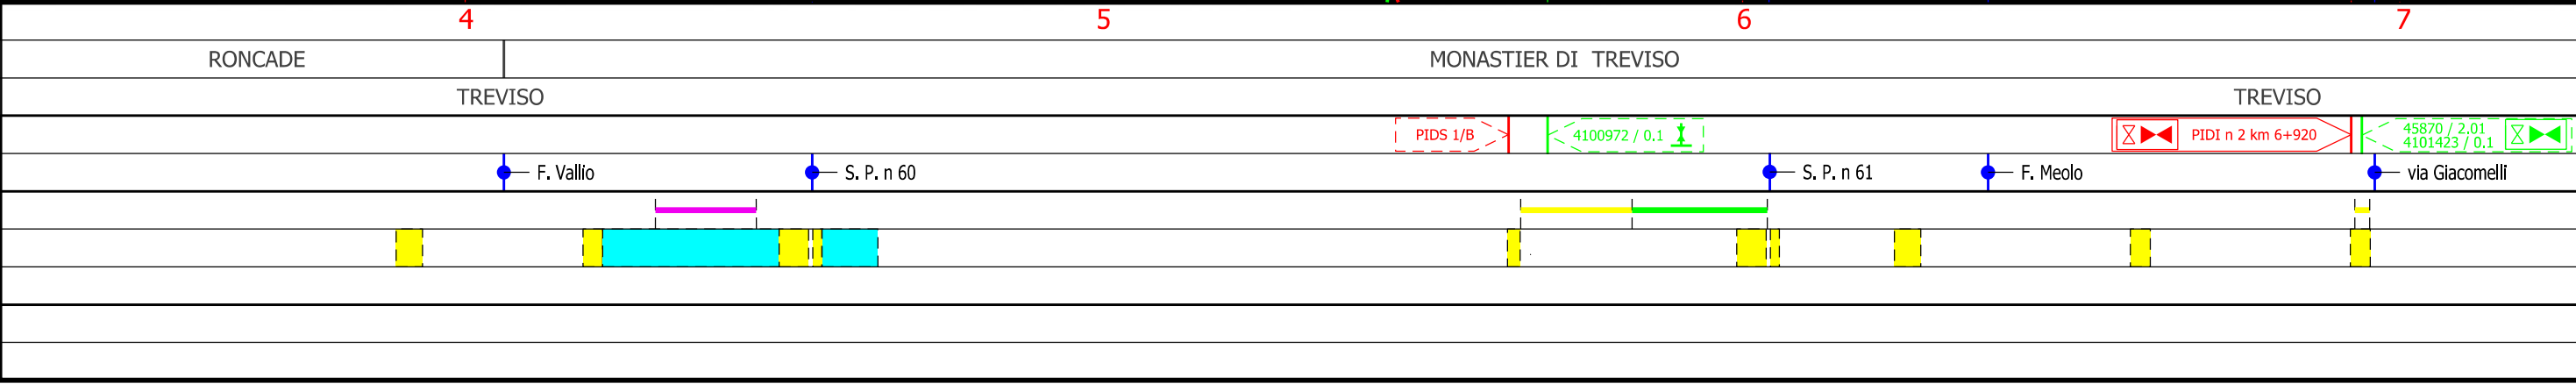 4 5 6 7
RONCADE MONASTIER DI TREVISO
TREVISO TREVISO
PIDS 1/B 4100972 / 0.1 PIDI n 2 km 6+920 45870 / 2.01
4101423 / 0.1
F. Vallio S. P. n 60 S. P. n 61 F. Meolo via Giacomelli